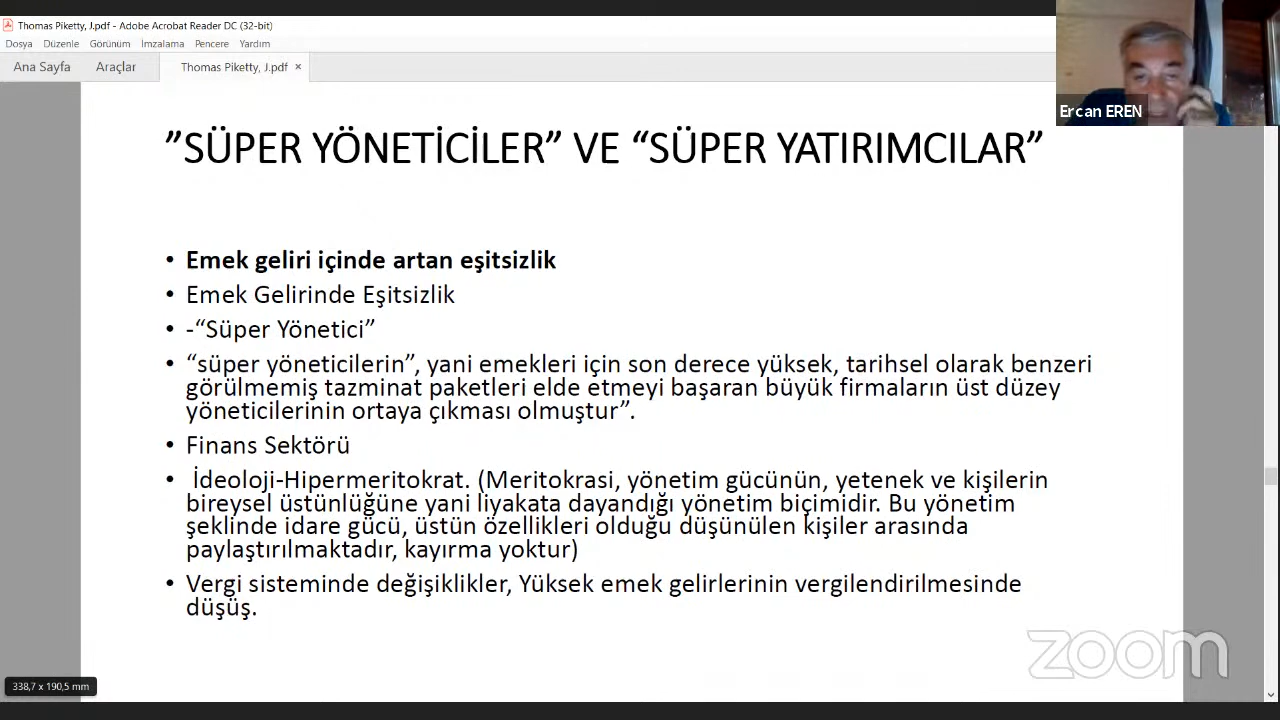 Thomas Piketty, J.pdf - Adobe Acrobat Reader DC (32-bit)
Dosya Düzenle Görünüm İmzalama Pencere Yardım
Ana Sayfa Araçlar Thomas Piketty, J.pdf ×
Ercan EREN
”SÜPER YÖNETİCİLER” VE “SÜPER YATIRIMCILAR”
• Emek geliri içinde artan eşitsizlik
• Emek Gelirinde Eşitsizlik
• -“Süper Yönetici”
• “süper yöneticilerin”, yani emekleri için son derece yüksek, tarihsel olarak benzeri
görülmemiş tazminat paketleri elde etmeyi başaran büyük firmaların üst düzey
yöneticilerinin ortaya çıkması olmuştur”.
• Finans Sektörü
• İdeoloji-Hipermeritokrat. (Meritokrasi, yönetim gücünün, yetenek ve kişilerin
bireysel üstünlüğüne yani liyakata dayandığı yönetim biçimidir. Bu yönetim
şeklinde idare gücü, üstün özellikleri olduğu düşünülen kişiler arasında
paylaştırılmaktadır, kayırma yoktur)
• Vergi sisteminde değişiklikler, Yüksek emek gelirlerinin vergilendirilmesinde
düşüş.
zoom
338,7 x 190,5 mm